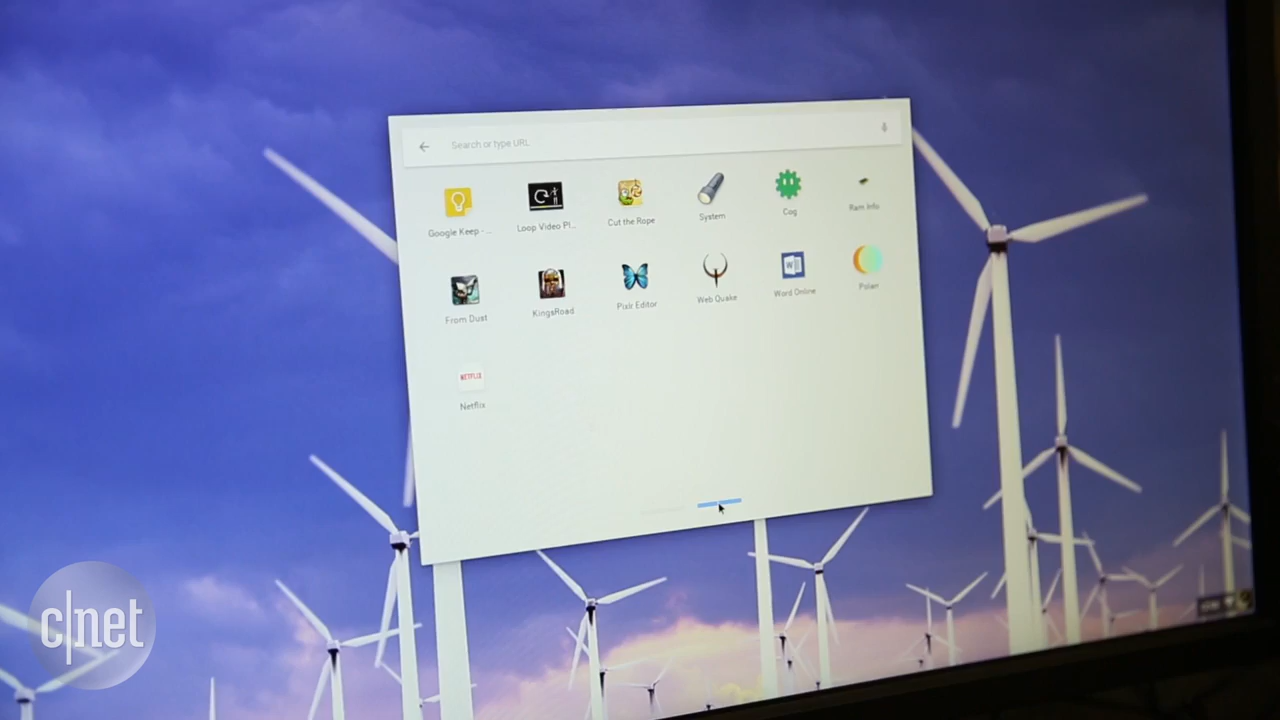 Search or type URL
Google Keep - ...
Loop Video Pl...
Cut the Rope
System
Cog
Ram Info
From Dust
KingsRoad
Pixlr Editor
Web Quake
Word Online
Polarr
NETFLIX
Netflix
c|net